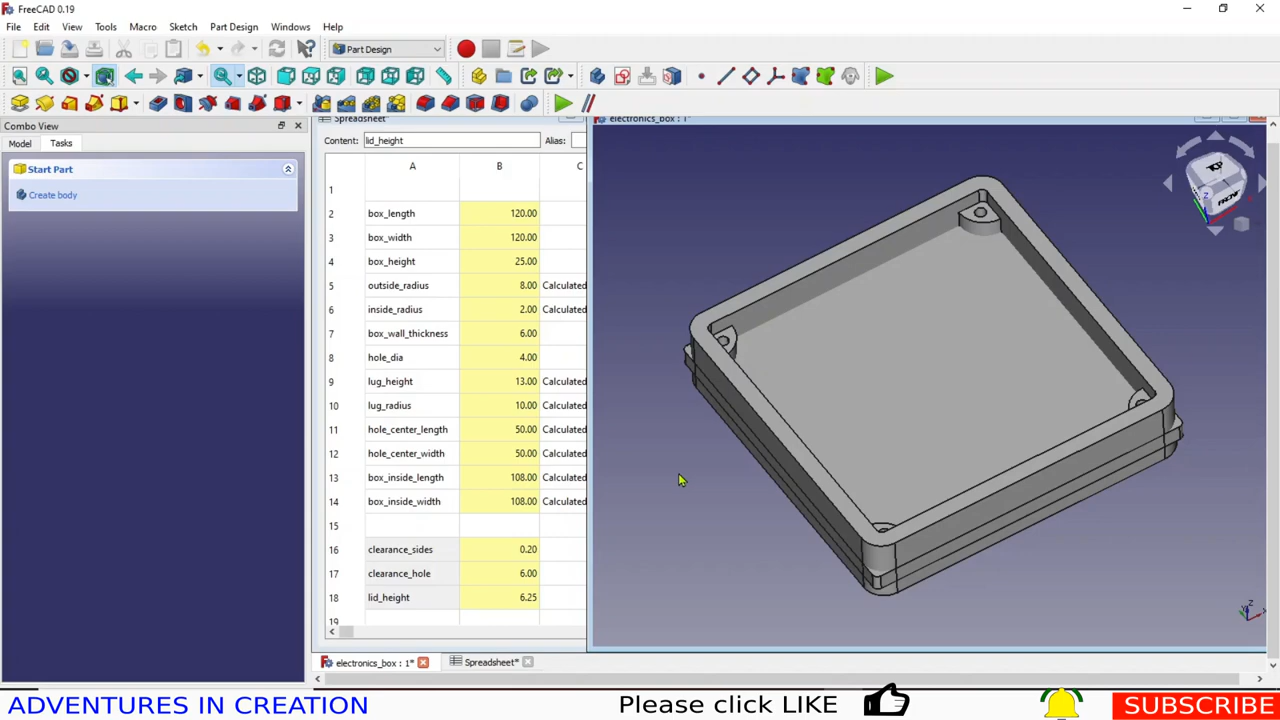 FreeCAD 0.19
File Edit View Tools Macro Sketch Part Design Windows Help
Part Design
Combo View
Model Tasks
Start Part
Create body
Spreadsheet*
Content: lid_height Alias:
A B C
1
2 box_length 120.00
3 box_width 120.00
4 box_height 25.00
5 outside_radius 8.00 Calculated
6 inside_radius 2.00 Calculated
7 box_wall_thickness 6.00
8 hole_dia 4.00
9 lug_height 13.00 Calculated
10 lug_radius 10.00 Calculated
11 hole_center_length 50.00 Calculated
12 hole_center_width 50.00 Calculated
13 box_inside_length 108.00 Calculated
14 box_inside_width 108.00 Calculated
15
16 clearance_sides 0.20
17 clearance_hole 6.00
18 lid_height 6.25
19
electronics_box : 1*
TOP
FRONT
Z
Z
electronics_box : 1* Spreadsheet*
ADVENTURES IN CREATION Please click LIKE SUBSCRIBE